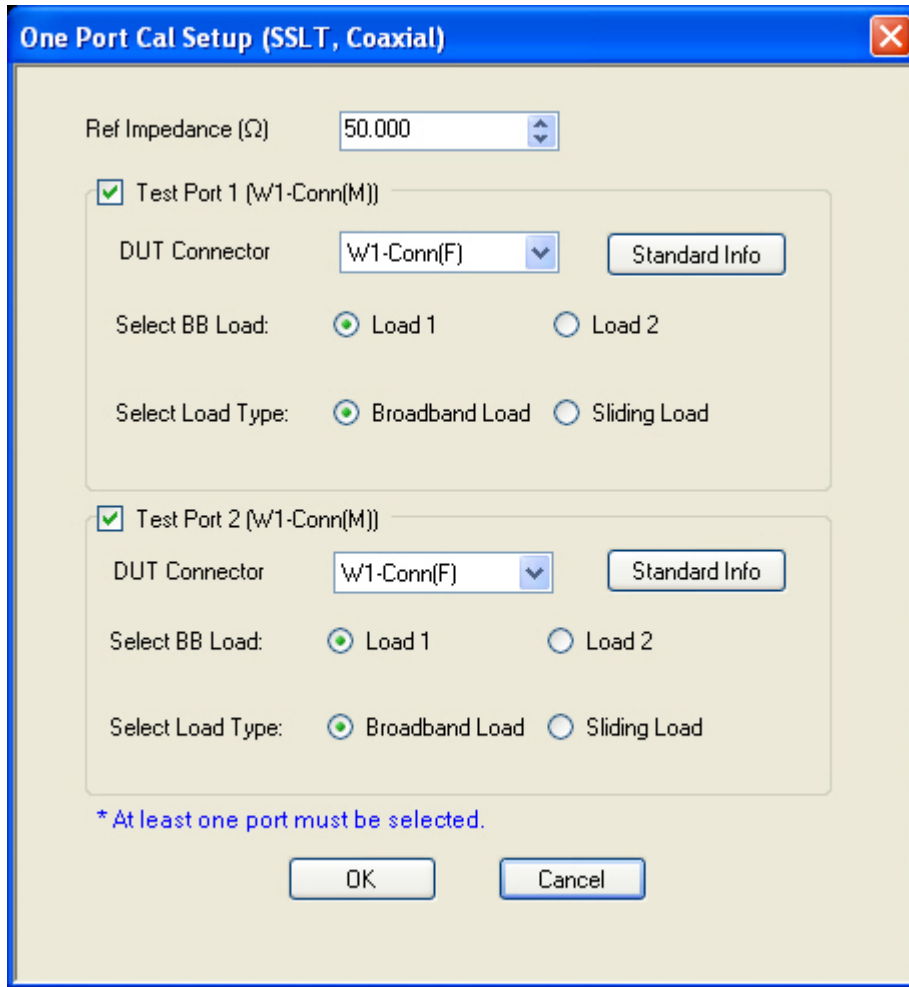 One Port Cal Setup (SSLT, Coaxial)
Ref Impedance (Ω) 50.000
Test Port 1 (W1-Conn(M))
DUT Connector W1-Conn(F) Standard Info
Select BB Load: Load 1 Load 2
Select Load Type: Broadband Load Sliding Load
Test Port 2 (W1-Conn(M))
DUT Connector W1-Conn(F) Standard Info
Select BB Load: Load 1 Load 2
Select Load Type: Broadband Load Sliding Load
* At least one port must be selected.
OK Cancel